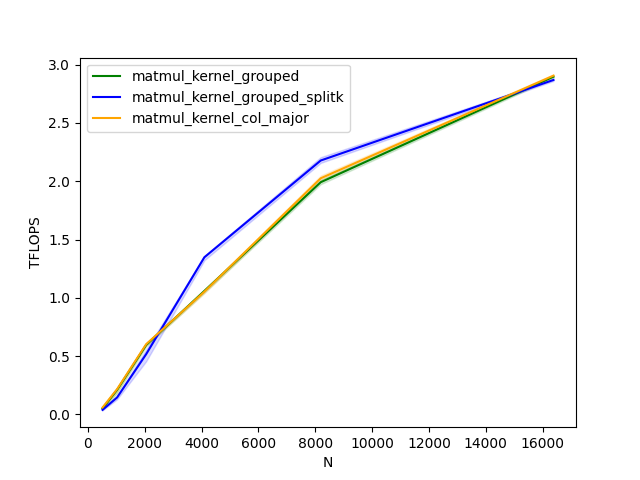 matmul_kernel_grouped
matmul_kernel_grouped_splitk
matmul_kernel_col_major
3.0
2.5
2.0
1.5
1.0
0.5
0.0
TFLOPS
0 2000 4000 6000 8000 10000 12000 14000 16000
N